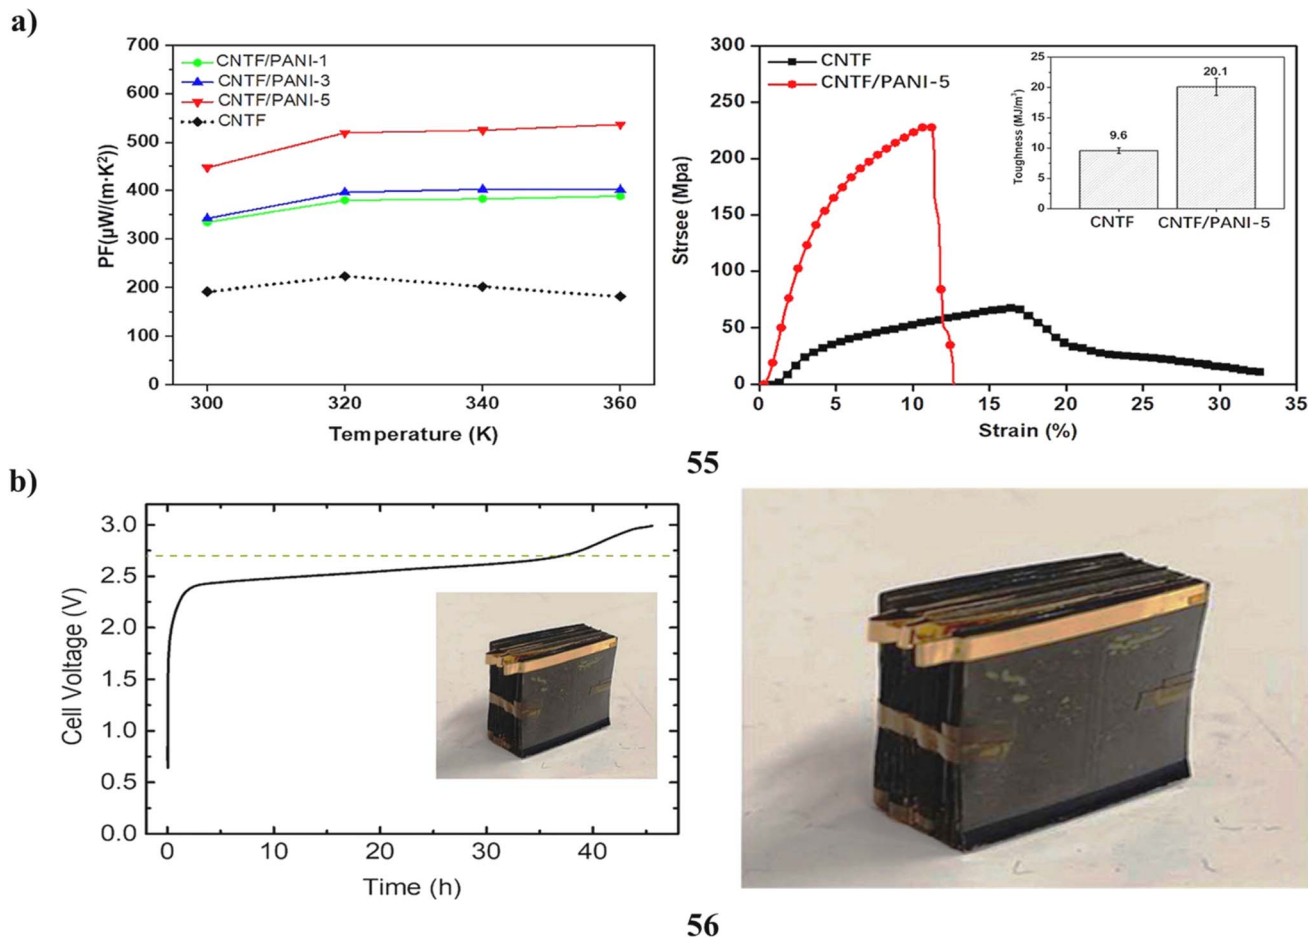 a)
700
600
500
400
300
200
100
0
PF(µW/(m·K²))
CNTF/PANI-1
CNTF/PANI-3
CNTF/PANI-5
CNTF
300 320 340 360
Temperature (K)
300
250
200
150
100
50
0
Strsee (Mpa)
CNTF
CNTF/PANI-5
25
20
15
10
5
0
Toughness (MJ/m³)
9.6
20.1
CNTF CNTF/PANI-5
0 5 10 15 20 25 30 35
Strain (%)
55
b)
3.0
2.5
2.0
1.5
1.0
0.5
0.0
Cell Voltage (V)
0 10 20 30 40
Time (h)
56